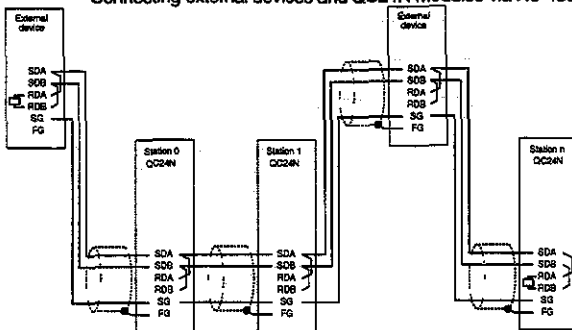 Connecting external devices and QC24N Modules via RS-
External
device
SDA
SDB
RDA
RDB
SG
FG
Station 0
QC24N
SDA
SDB
RDA
RDB
SG
FG
Station 1
QC24N
SDA
SDB
RDA
RDB
SG
FG
External
device
SDA
SDB
RDA
RDB
SG
FG
Station n
QC24N
SDA
SDB
RDA
RDB
SG
FG